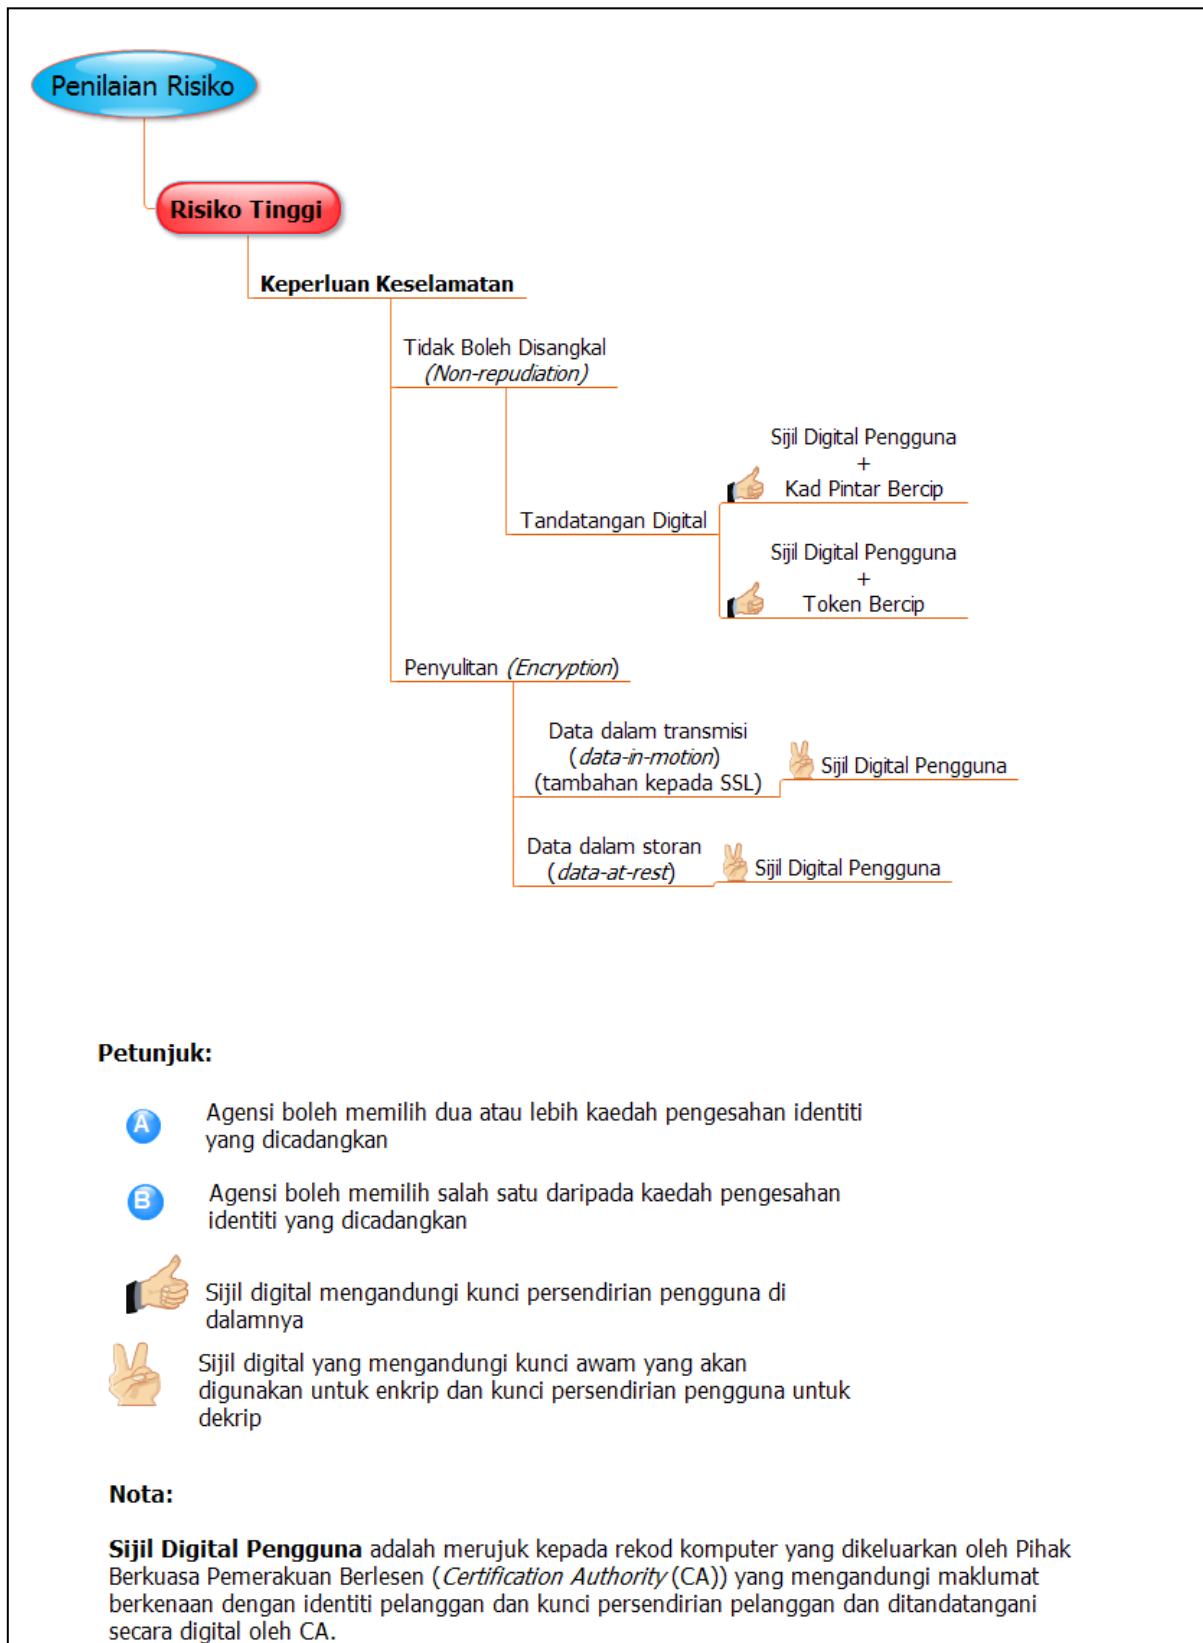 Penilaian Risiko
Risiko Tinggi
Keperluan Keselamatan
Tidak Boleh Disangkal
(Non-repudiation)
Sijil Digital Pengguna
+
Kad Pintar Bercip
Tandatangan Digital
Sijil Digital Pengguna
+
Token Bercip
Penyulitan (Encryption)
Data dalam transmisi
(data-in-motion)
(tambahan kepada SSL)
Sijil Digital Pengguna
Data dalam storan
(data-at-rest)
Sijil Digital Pengguna
Petunjuk:
A
Agensi boleh memilih dua atau lebih kaedah pengesahan identiti
yang dicadangkan
B
Agensi boleh memilih salah satu daripada kaedah pengesahan
identiti yang dicadangkan
Sijil digital mengandungi kunci persendirian pengguna di
dalamnya
Sijil digital yang mengandungi kunci awam yang akan
digunakan untuk enkrip dan kunci persendirian pengguna untuk
dekrip
Nota:
Sijil Digital Pengguna adalah merujuk kepada rekod komputer yang dikeluarkan oleh Pihak
Berkuasa Pemerakuan Berlesen (Certification Authority (CA)) yang mengandungi maklumat
berkenaan dengan identiti pelanggan dan kunci persendirian pelanggan dan ditandatangani
secara digital oleh CA.